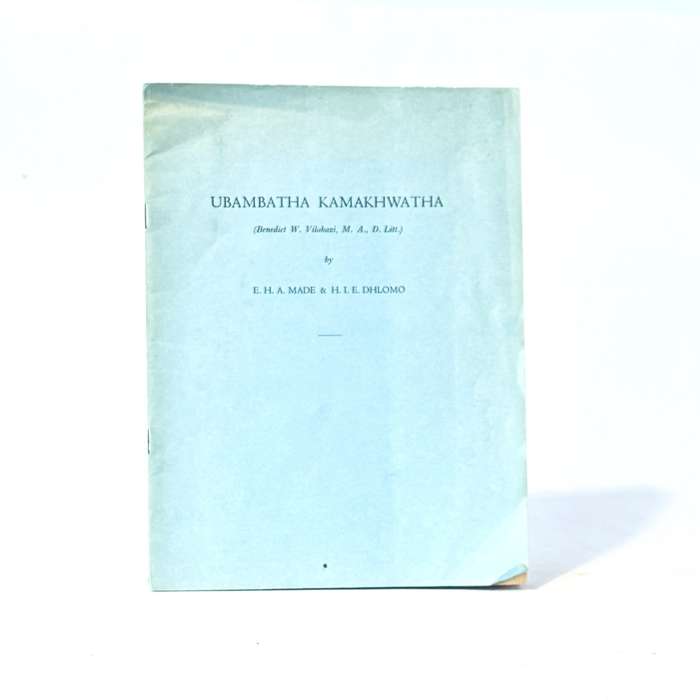 UBAMBATHA KAMAKHWATHA
(Benedict W. Vilakazi, M. A., D. Litt.)
by
E. H. A. MADE & H. I. E. DHLOMO